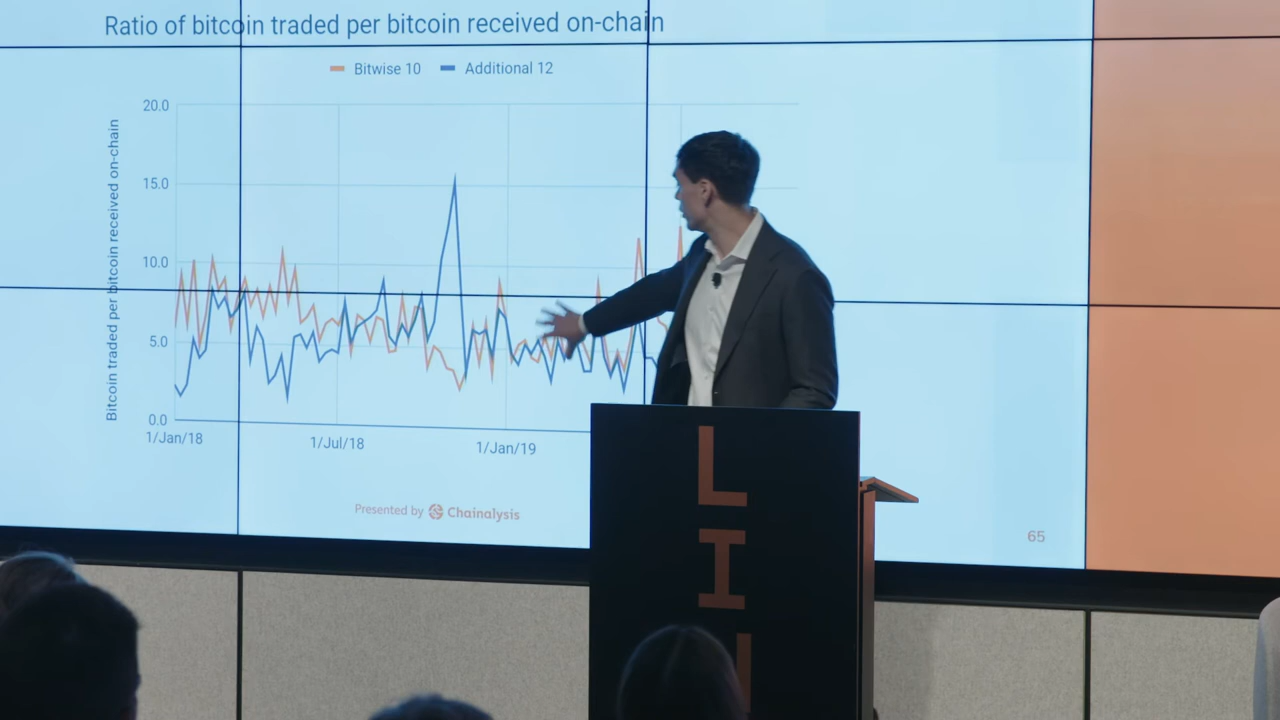 Ratio of bitcoin traded per bitcoin received on-chain
Bitwise 10 Additional 12
Bitcoin traded per bitcoin received on-chain
20.0
15.0
10.0
5.0
0.0
1/Jan/18 1/Jul/18 1/Jan/19
Presented by Chainalysis
65
L
I